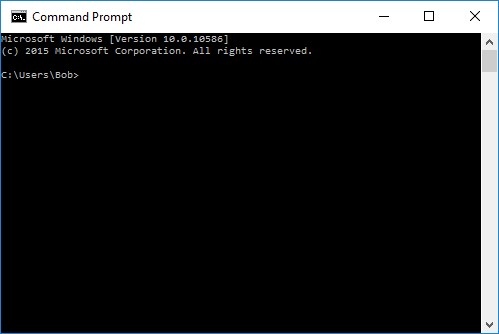 Command Prompt
Microsoft Windows [Version 10.0.10586]
(c) 2015 Microsoft Corporation. All rights reserved.
C:\Users\Bob>